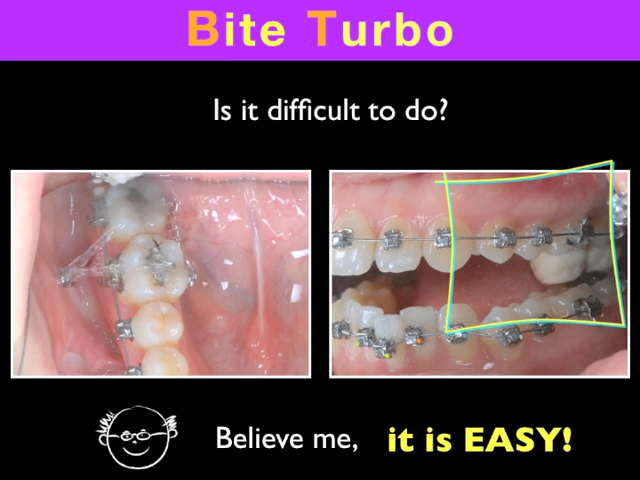 Bite Turbo
Is it difficult to do?
Believe me, it is EASY!